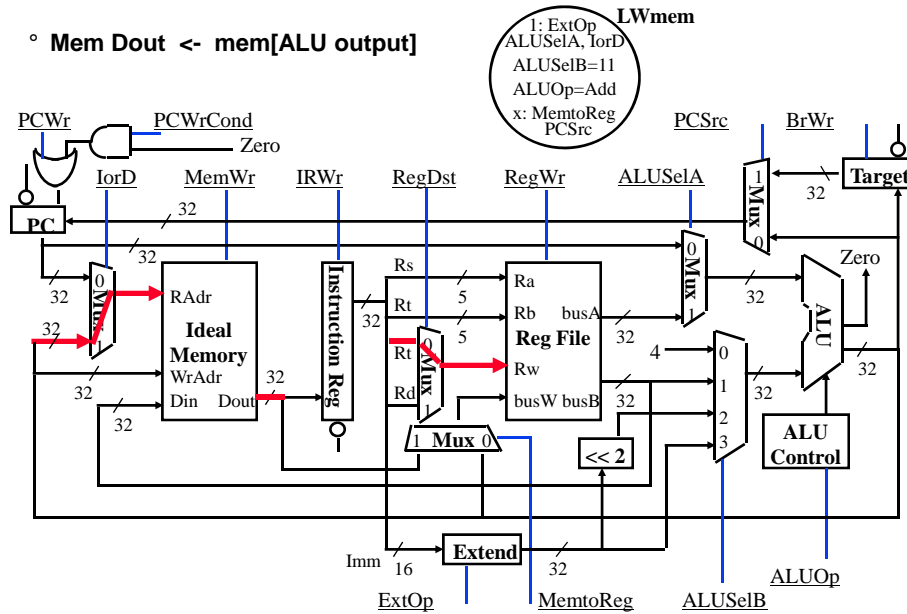 ° Mem Dout <- mem[ALU output]
LWmem
1: ExtOp
ALUSelA, IorD
ALUSelB=11
ALUOp=Add
x: MemtoReg
PCSrc
PCWr
PCWrCond
Zero
PCSrc
BrWr
IorD
MemWr
IRWr
RegDst
RegWr
ALUSelA
32
Target
1
Mux
0
PC
32
32
32
0
Mux
1
32
RAdr
Ideal
Memory
WrAdr
Din
Dout
32
32
32
Instruction Reg
32
Rs
5
Rt
5
Rt
0
Mux
1
Rd
Ra
Rb
Reg File
Rw
busW
busB
busA
32
32
0
Mux
1
32
4
0
1
2
3
Mux
32
ALU
Zero
32
1 Mux 0
<< 2
ALU
Control
Imm
16
Extend
32
ExtOp
MemtoReg
ALUSelB
ALUOp